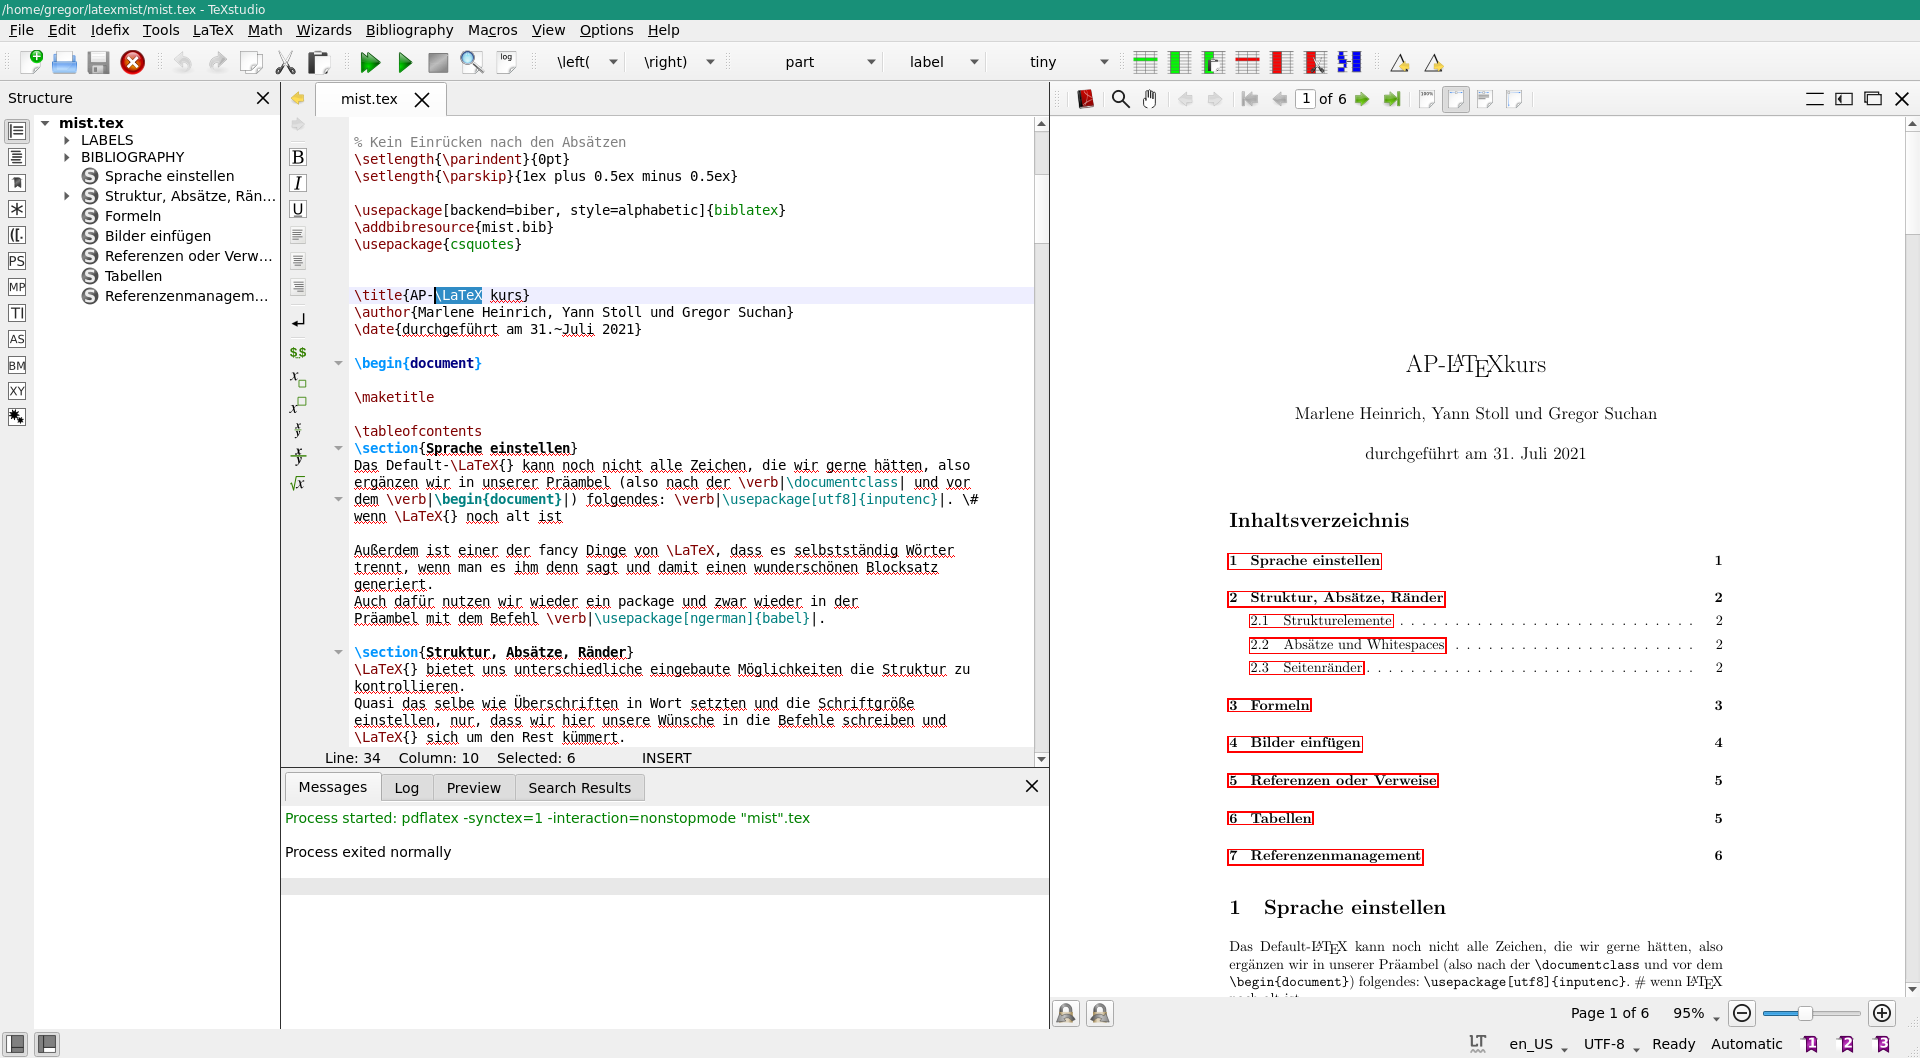 /home/gregor/latexmist/mist.tex - TeXstudio
File Edit Idefix Tools LaTeX Math Wizards Bibliography Macros View Options Help
log \left( \right) part label tiny
Structure
mist.tex
LABELS
BIBLIOGRAPHY
Sprache einstellen
Struktur, Absätze, Rän...
Formeln
Bilder einfügen
Referenzen oder Verw...
Tabellen
Referenzenmanagem...
PS
MP
TI
AS
BM
XY
mist.tex
B
I
U
$$
% Kein Einrücken nach den Absätzen
\setlength{\parindent}{0pt}
\setlength{\parskip}{1ex plus 0.5ex minus 0.5ex}
\usepackage[backend=biber, style=alphabetic]{biblatex}
\addbibresource{mist.bib}
\usepackage{csquotes}
\title{AP-\LaTeX kurs}
\author{Marlene Heinrich, Yann Stoll und Gregor Suchan}
\date{durchgeführt am 31.~Juli 2021}
\begin{document}
\maketitle
\tableofcontents
\section{Sprache einstellen}
Das Default-\LaTeX{} kann noch nicht alle Zeichen, die wir gerne hätten, also
ergänzen wir in unserer Präambel (also nach der \verb|\documentclass| und vor
dem \verb|\begin{document}|) folgendes: \verb|\usepackage[utf8]{inputenc}|. \#
wenn \LaTeX{} noch alt ist
Außerdem ist einer der fancy Dinge von \LaTeX, dass es selbstständig Wörter
trennt, wenn man es ihm denn sagt und damit einen wunderschönen Blocksatz
generiert.
Auch dafür nutzen wir wieder ein package und zwar wieder in der
Präambel mit dem Befehl \verb|\usepackage[ngerman]{babel}|.
\section{Struktur, Absätze, Ränder}
\LaTeX{} bietet uns unterschiedliche eingebaute Möglichkeiten die Struktur zu
kontrollieren.
Quasi das selbe wie Überschriften in Wort setzten und die Schriftgröße
einstellen, nur, dass wir hier unsere Wünsche in die Befehle schreiben und
\LaTeX{} sich um den Rest kümmert.
Line: 34 Column: 10 Selected: 6 INSERT
Messages Log Preview Search Results
Process started: pdflatex -synctex=1 -interaction=nonstopmode "mist".tex
Process exited normally
1 of 6
AP-LATEXkurs
Marlene Heinrich, Yann Stoll und Gregor Suchan
durchgeführt am 31. Juli 2021
Inhaltsverzeichnis
1 Sprache einstellen 1
2 Struktur, Absätze, Ränder 2
2.1 Strukturelemente . . . . . . . . . . . . . . . . . . . . . . . . . . . 2
2.2 Absätze und Whitespaces . . . . . . . . . . . . . . . . . . . . . . 2
2.3 Seitenränder . . . . . . . . . . . . . . . . . . . . . . . . . . . . . 2
3 Formeln 3
4 Bilder einfügen 4
5 Referenzen oder Verweise 5
6 Tabellen 5
7 Referenzenmanagement 6
1 Sprache einstellen
Das Default-LATEX kann noch nicht alle Zeichen, die wir gerne hätten, also
ergänzen wir in unserer Präambel (also nach der \documentclass und vor dem
\begin{document}) folgendes: \usepackage[utf8]{inputenc}. # wenn LATEX
noch alt ist
Page 1 of 6 95%
LT en_US UTF-8 Ready Automatic 1 2 3